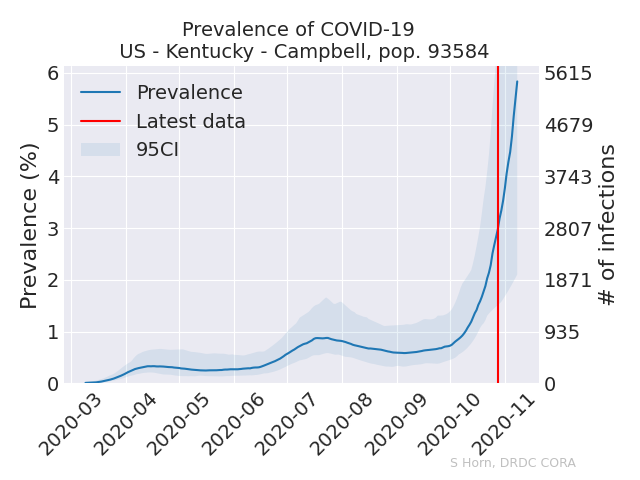 Prevalence of COVID-19
US - Kentucky - Campbell, pop. 93584
Prevalence
Latest data
95CI
Prevalence (%)
6
5
4
3
2
1
0
5615
4679
3743
2807
1871
935
0
# of infections
2020-03
2020-04
2020-05
2020-06
2020-07
2020-08
2020-09
2020-10
2020-11
S Horn, DRDC CORA